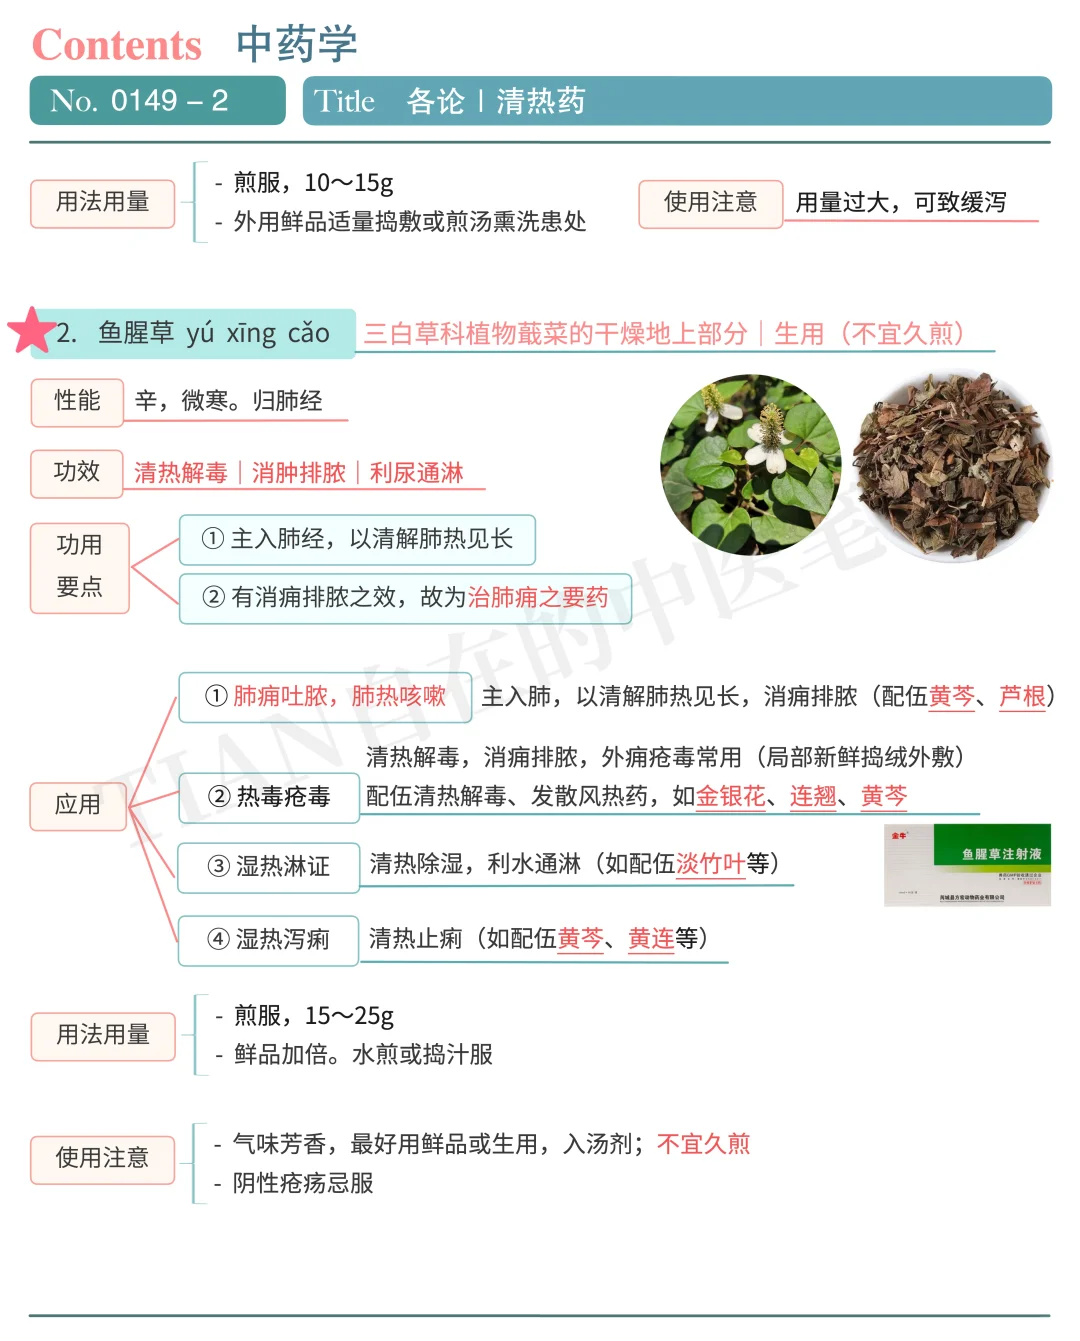 Contents 中药学
No. 0149 – 2
Title 各论 | 清热药
用法用量
- 煎服，10～15g
- 外用鲜品适量捣敷或煎汤熏洗患处
使用注意 用量过大，可致缓泻
2. 鱼腥草 yú xīng cǎo 三白草科植物蕺菜的干燥地上部分｜生用（不宜久煎）
性能 辛，微寒。归肺经
功效 清热解毒｜消肿排脓｜利尿通淋
功用
要点
① 主入肺经，以清解肺热见长
② 有消痈排脓之效，故为治肺痈之要药
应用
① 肺痈吐脓，肺热咳嗽 主入肺，以清解肺热见长，消痈排脓（配伍黄芩、芦根）
清热解毒，消痈排脓，外痈疮毒常用（局部新鲜捣绒外敷）
② 热毒疮毒 配伍清热解毒、发散风热药，如金银花、连翘、黄芩
金牛
鱼腥草注射液
③ 湿热淋证 清热除湿，利水通淋（如配伍淡竹叶等）
④ 湿热泻痢 清热止痢（如配伍黄芩、黄连等）
用法用量
- 煎服，15～25g
- 鲜品加倍。水煎或捣汁服
使用注意
- 气味芳香，最好用鲜品或生用，入汤剂；不宜久煎
- 阴性疮疡忌服
TIAN自在的中医笔